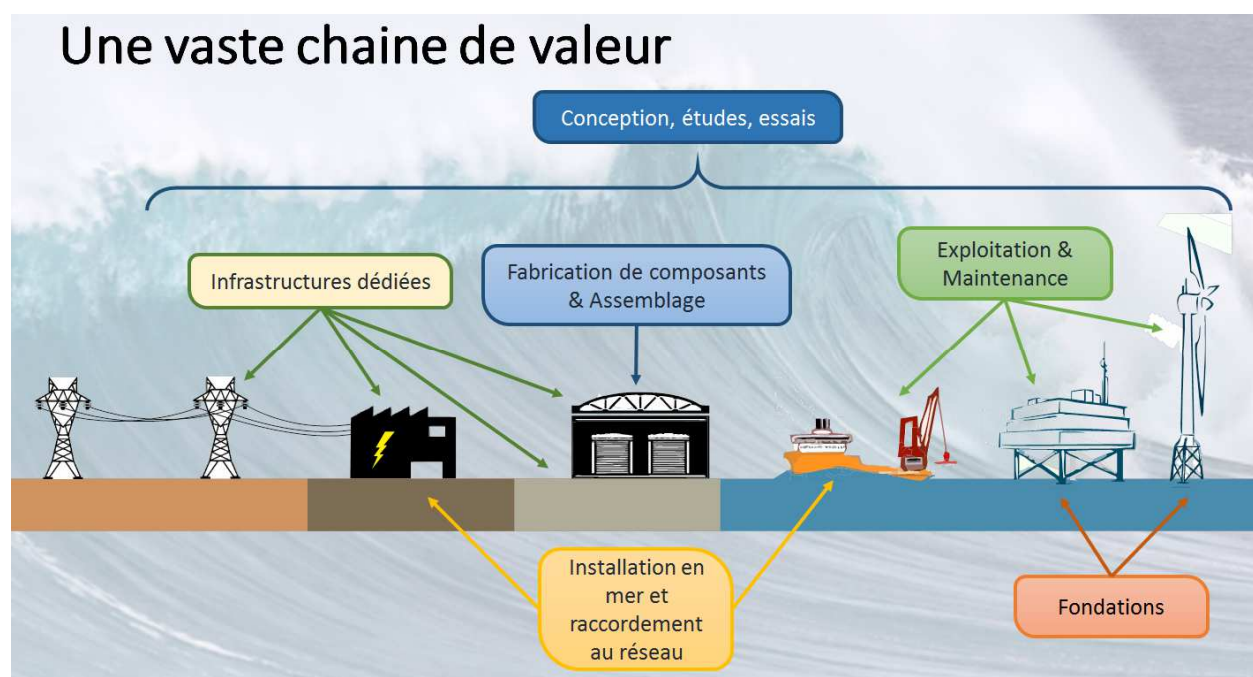 Une vaste chaine de valeur
Conception, études, essais
Infrastructures dédiées
Fabrication de composants
& Assemblage
Exploitation &
Maintenance
Installation en
mer et
raccordement
au réseau
Fondations